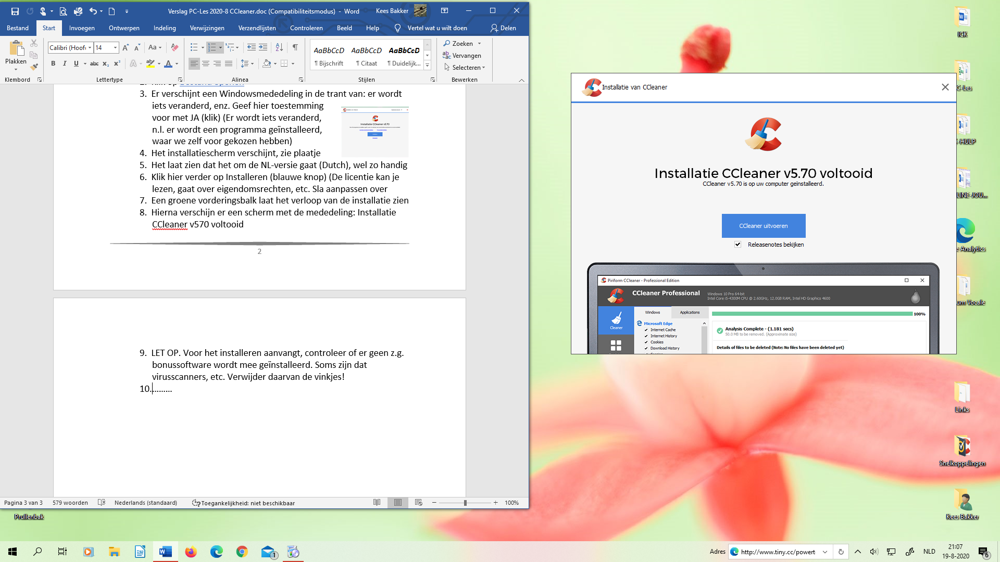 Verslag PC-Les 2020-8 CCleaner.doc (Compatibiliteitsmodus) - Word
Kees Bakker
Bestand Start Invoegen Ontwerpen Indeling Verwijzingen Verzendlijsten Controleren Beeld Help Vertel wat u wilt doen Delen
Plakken
Calibri (Hoof 14
Aa
B I U abc X₂ X²
AaBbCcD AaBbCcD AaBbCcD
¶ Bijschrift ¶ Citaat ¶ Duidelijk...
Zoeken
Vervangen
Selecteren
Klembord Lettertype Alinea Stijlen Bewerken
3. Er verschijnt een Windowsmededeling in de trant van: er wordt
iets veranderd, enz. Geef hier toestemming
voor met JA (klik) (Er wordt iets veranderd,
n.l. er wordt een programma geïnstalleerd,
waar we zelf voor gekozen hebben)
4. Het installatiescherm verschijnt, zie plaatje
5. Het laat zien dat het om de NL-versie gaat (Dutch), wel zo handig
6. Klik hier verder op Installeren (blauwe knop) (De licentie kan je
lezen, gaat over eigendomsrechten, etc. Sla aanpassen over
7. Een groene vorderingsbalk laat het verloop van de installatie zien
8. Hierna verschijn er een scherm met de mededeling: Installatie
CCleaner v570 voltooid
Installatie CCleaner v5.70
2
9. LET OP. Voor het installeren aanvangt, controleer of er geen z.g.
bonussoftware wordt mee geïnstalleerd. Soms zijn dat
virusscanners, etc. Verwijder daarvan de vinkjes!
10..........
Pagina 3 van 3 579 woorden Nederlands (standaard) Toegankelijkheid: niet beschikbaar 100%
Installatie van CCleaner
Installatie CCleaner v5.70 voltooid
CCleaner v5.70 is op uw computer geïnstalleerd.
CCleaner uitvoeren
Releasenotes bekijken
Piriform CCleaner - Professional Edition
CCleaner Professional
Windows 10 Pro 64-bit
Intel Core i5-4300M CPU @ 2.60GHz, 12.0GB RAM, Intel HD Graphics 4600
Cleaner
Windows Applications
Microsoft Edge
Internet Cache
Internet History
Cookies
Download History
100%
Analysis Complete - (1.181 secs)
50.0 MB to be removed. (Approximate size)
Details of files to be deleted (Note: No files have been deleted yet)
ICK
C-Les
-HULP
LINE-JOU...
e Analytics
um Vocale
Links
Snelkoppelingen
Kees Bakker
Prullenbak
1
Adres http://www.tiny.cc/powert
NLD
21:07
19-8-2020
6